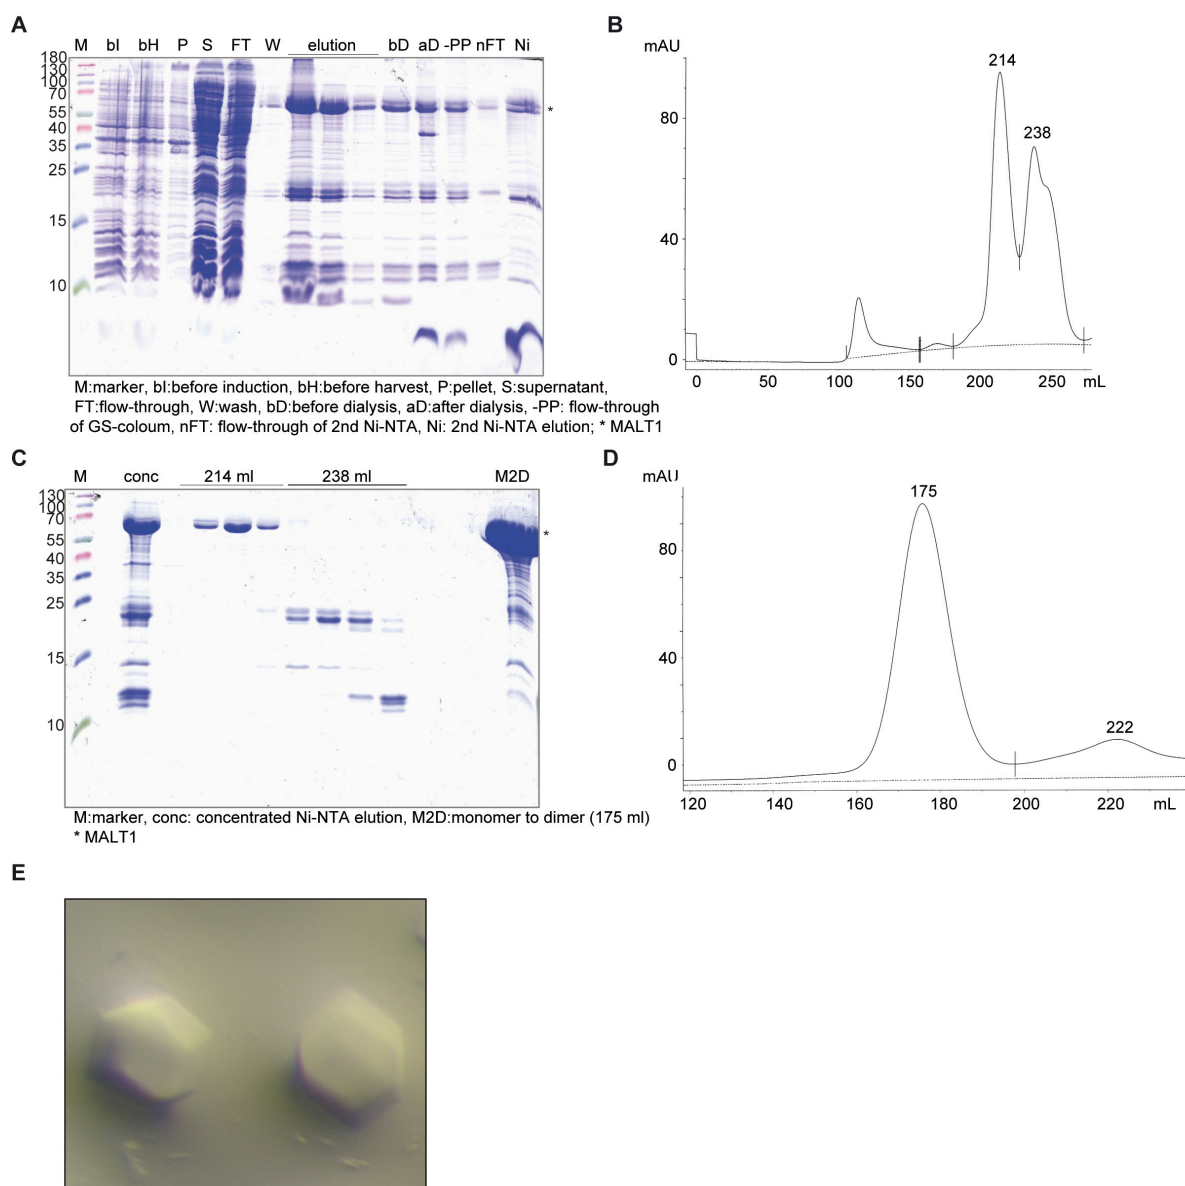 A
M bI bH P S FT W elution bD aD -PP nFT Ni
180
130
100
70
55
40
35
25
15
10
*
M:marker, bI:before induction, bH:before harvest, P:pellet, S:supernatant,
FT:flow-through, W:wash, bD:before dialysis, aD:after dialysis, -PP: flow-through
of GS-coloum, nFT: flow-through of 2nd Ni-NTA, Ni: 2nd Ni-NTA elution; * MALT1
B
mAU
214
238
80
40
0
0 50 100 150 200 250 mL
C
M conc 214 ml 238 ml M2D
130
100
70
55
40
35
25
15
10
*
M:marker, conc: concentrated Ni-NTA elution, M2D:monomer to dimer (175 ml)
* MALT1
D
mAU
175
80
40
222
0
120 140 160 180 200 220 mL
E